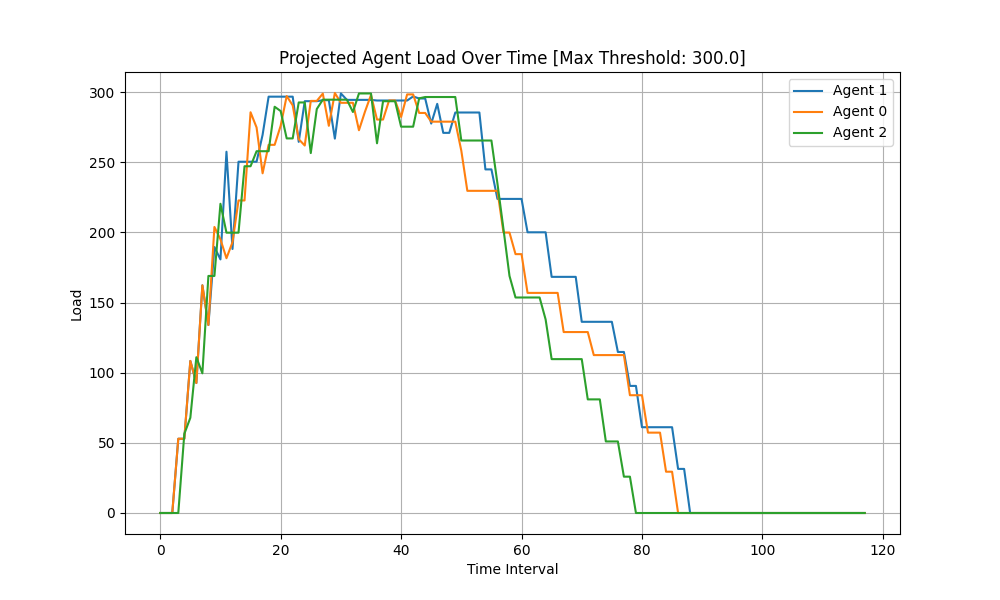 Projected Agent Load Over Time [Max Threshold: 300.0]
Agent 1
Agent 0
Agent 2
Load
300
250
200
150
100
50
0
0 20 40 60 80 100 120
Time Interval